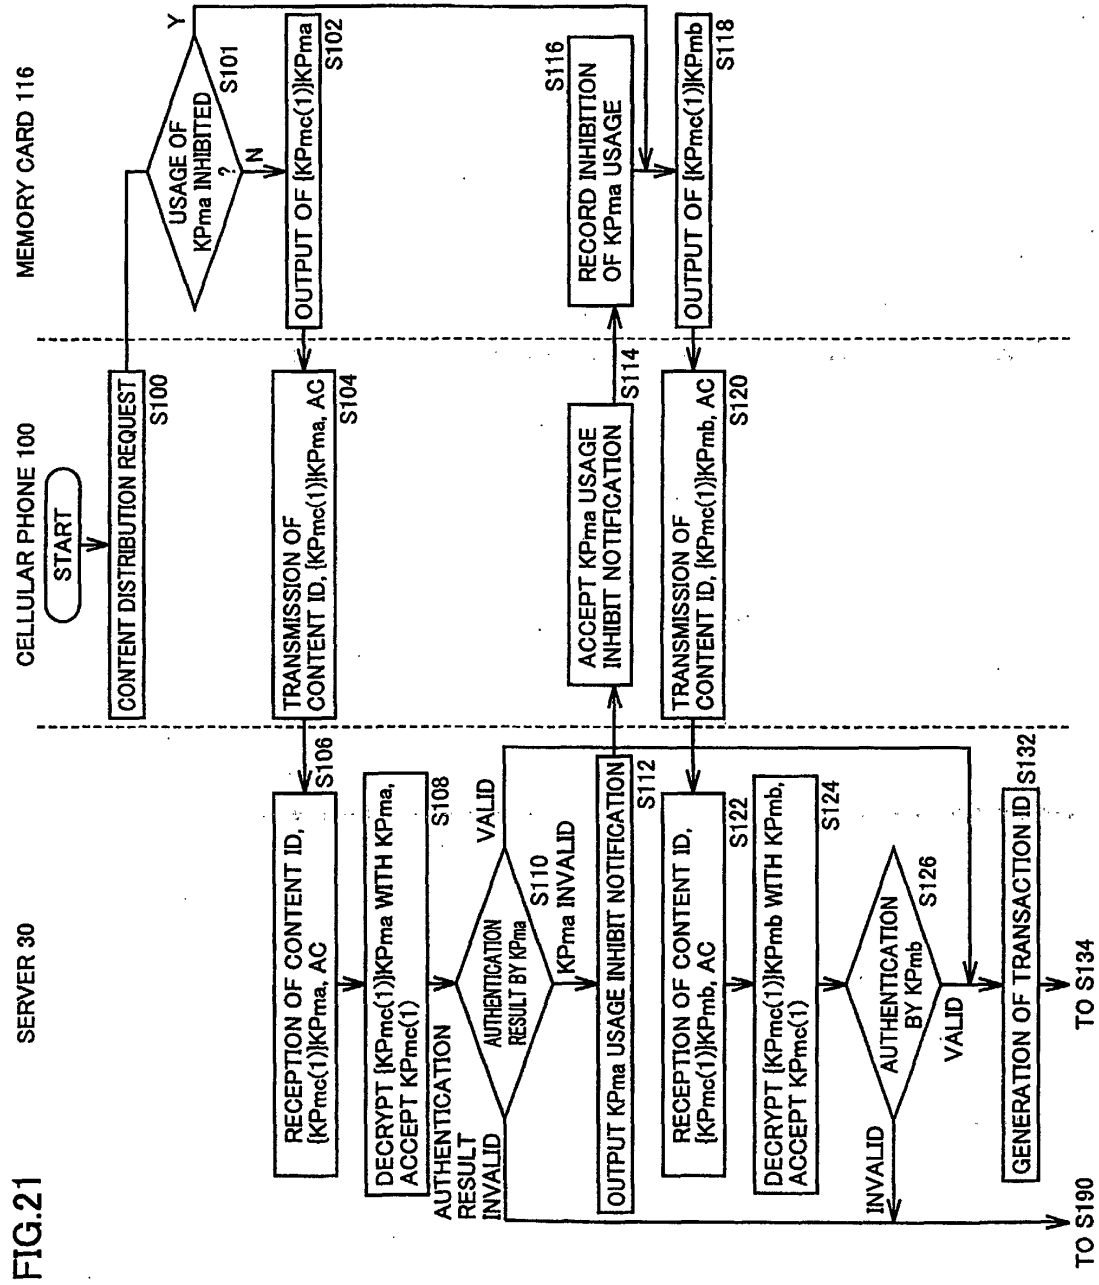 FIG.21
SERVER 30
CELLULAR PHONE 100
MEMORY CARD 116
START
CONTENT DISTRIBUTION REQUEST
S100
USAGE OF
KPma INHIBITED
?
S101
Y
N
OUTPUT OF {KPmc(1)}KPma
S102
TRANSMISSION OF
CONTENT ID, {KPmc(1)}KPma, AC
S104
RECEPTION OF CONTENT ID,
{KPmc(1)}KPma, AC
S106
DECRYPT {KPmc(1)}KPma WITH KPma,
ACCEPT KPmc(1)
S108
AUTHENTICATION
RESULT BY KPma
S110
VALID
AUTHENTICATION
RESULT
INVALID
KPma INVALID
OUTPUT KPma USAGE INHIBIT NOTIFICATION
S112
ACCEPT KPma USAGE
INHIBIT NOTIFICATION
S114
RECORD INHIBITION
OF KPma USAGE
S116
OUTPUT OF {KPmc(1)}KPmb
S118
TRANSMISSION OF
CONTENT ID, {KPmc(1)}KPmb, AC
S120
RECEPTION OF CONTENT ID,
{KPmc(1)}KPmb, AC
S122
DECRYPT {KPmc(1)}KPmb WITH KPmb,
ACCEPT KPmc(1)
S124
AUTHENTICATION
BY KPmb
S126
INVALID
VALID
GENERATION OF TRANSACTION ID
S132
TO S190
TO S134